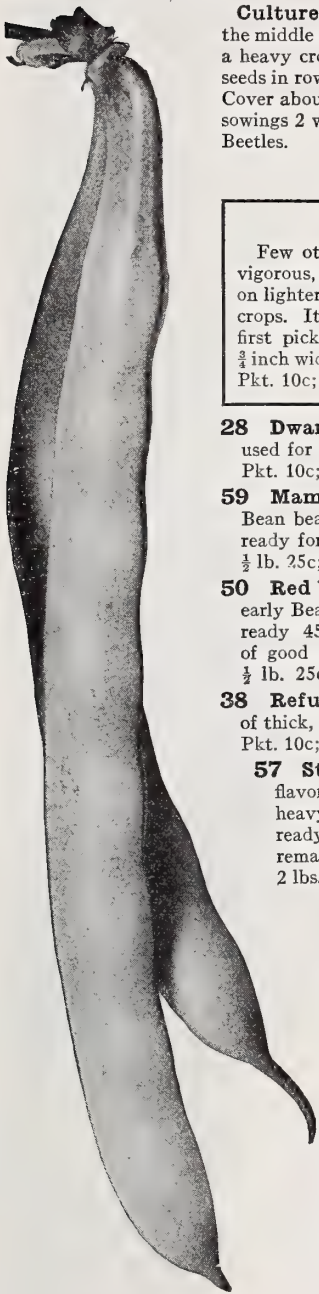 Culture
the middle
a heavy cro
seeds in row
Cover abou
sowings 2 w
Beetles.
Few ot
vigorous,
on lighter
crops. It
first pick
¾ inch wid
Pkt. 10c;
28 Dwar
used for
Pkt. 10c;
59 Mam
Bean bea
ready for
½ lb. 25c;
50 Red V
early Bea
ready 45
of good
½ lb. 25c
38 Refu
of thick,
Pkt. 10c;
57 St
flavor
heavy
ready
rema
2 lbs.